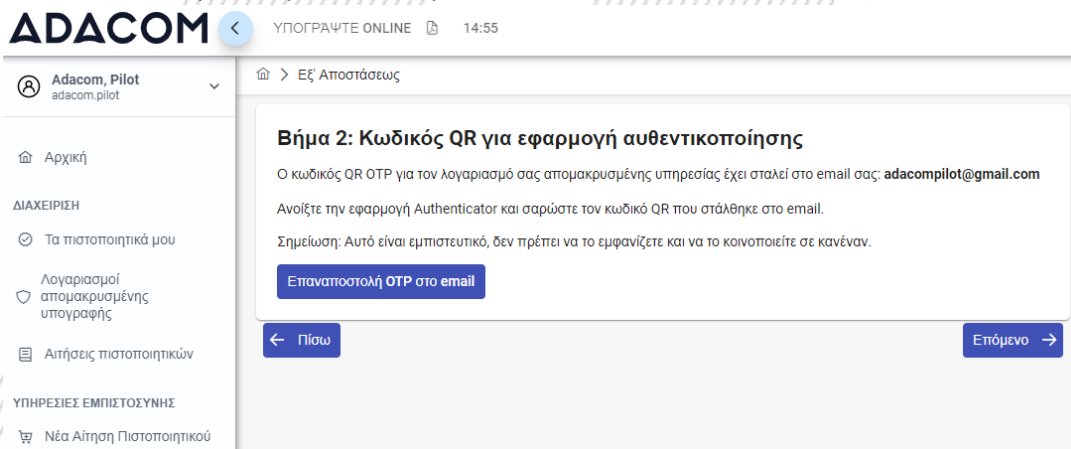 ADACOM
ΥΠΟΓΡΑΨΤΕ ONLINE 14:55
Adacom, Pilot
adacom.pilot
Εξ' Αποστάσεως
Αρχική
ΔΙΑΧΕΙΡΙΣΗ
Τα πιστοποιητικά μου
Λογαριασμοί
απομακρυσμένης
υπογραφής
Αιτήσεις πιστοποιητικών
ΥΠΗΡΕΣΙΕΣ ΕΜΠΙΣΤΟΣΥΝΗΣ
Νέα Αίτηση Πιστοποιητικού
Βήμα 2: Κωδικός QR για εφαρμογή αυθεντικοποίησης
Ο κωδικός QR OTP για τον λογαριασμό σας απομακρυσμένης υπηρεσίας έχει σταλεί στο email σας: adacompilot@gmail.com
Ανοίξτε την εφαρμογή Authenticator και σαρώστε τον κωδικό QR που στάλθηκε στο email.
Σημείωση: Αυτό είναι εμπιστευτικό, δεν πρέπει να το εμφανίζετε και να το κοινοποιείτε σε κανέναν.
Επαναποστολή OTP στο email
Πίσω
Επόμενο